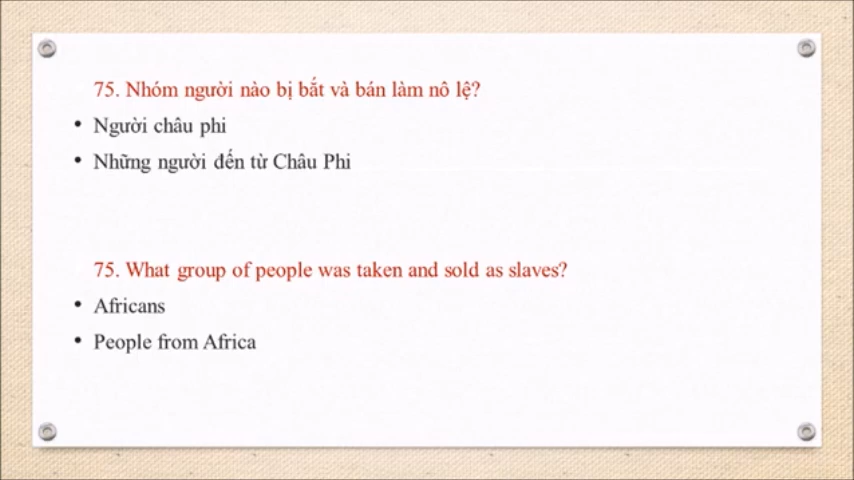 75. Nhóm người nào bị bắt và bán làm nô lệ?
• Người châu phi
• Những người đến từ Châu Phi
75. What group of people was taken and sold as slaves?
• Africans
• People from Africa